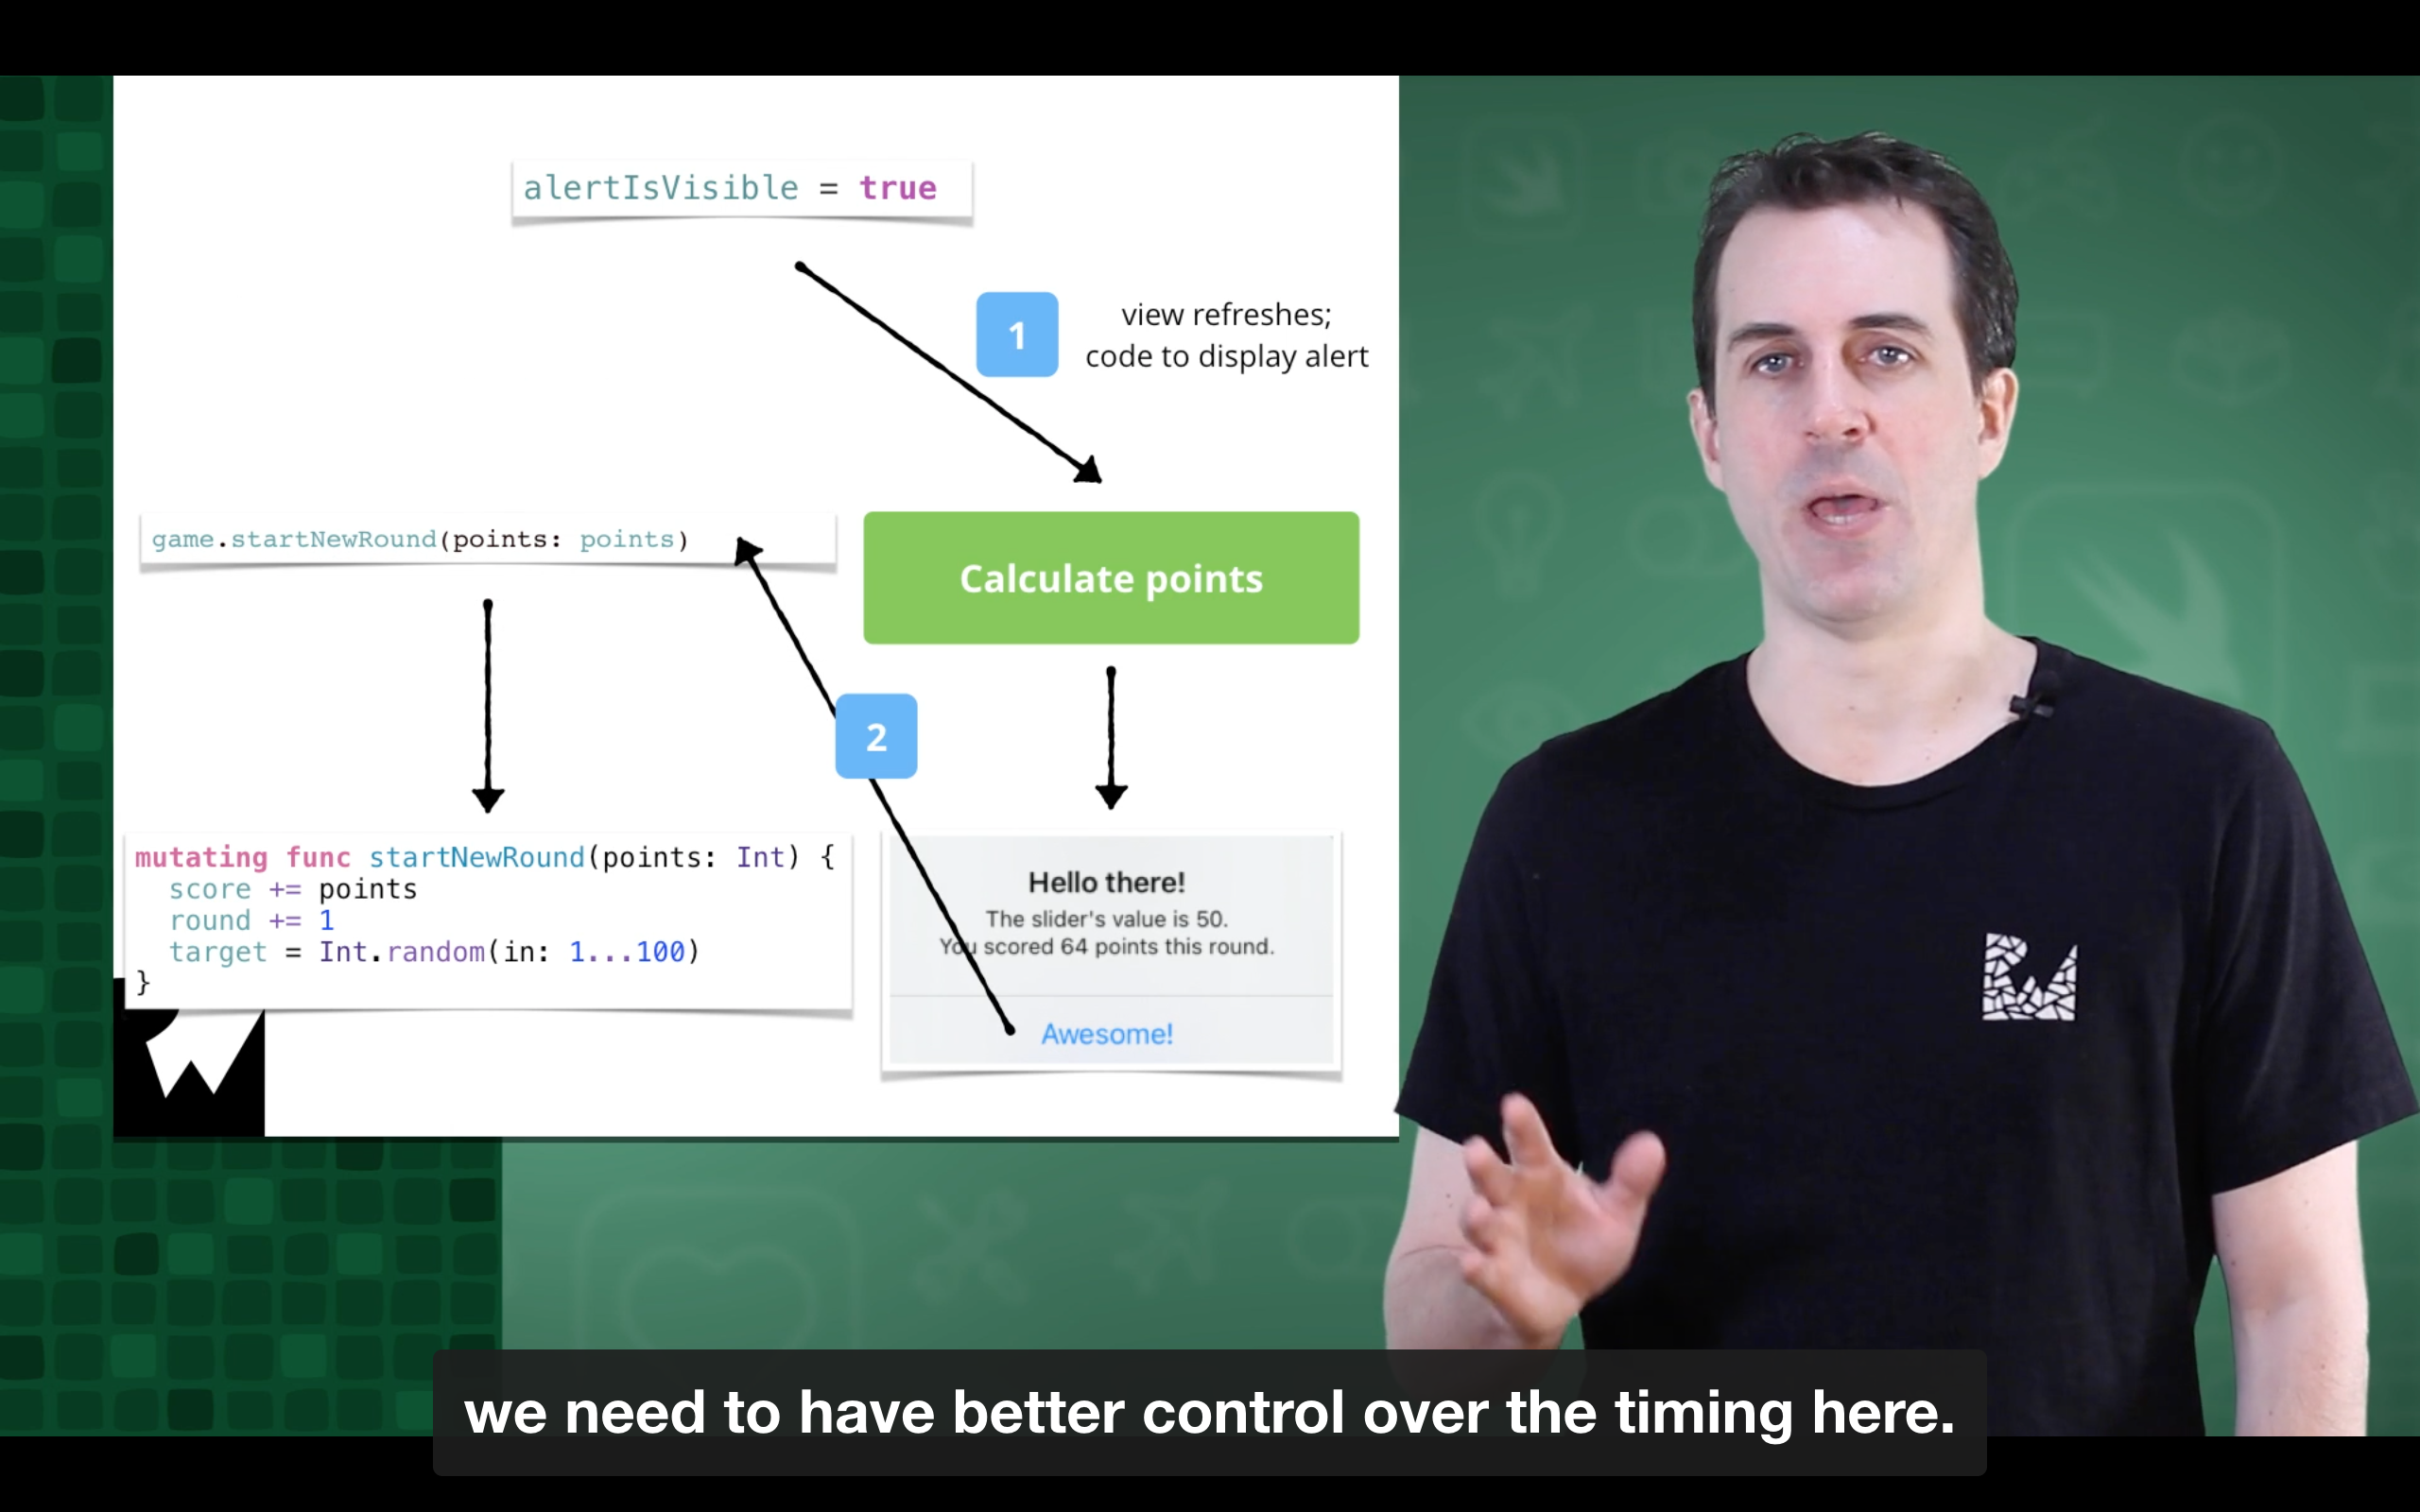 alertIsVisible = true
1
view refreshes;
code to display alert
game.startNewRound(points: points)
Calculate points
2
mutating func startNewRound(points: Int) {
score += points
round += 1
target = Int.random(in: 1...100)
}
Hello there!
The slider's value is 50.
You scored 64 points this round.
Awesome!
we need to have better control over the timing here.